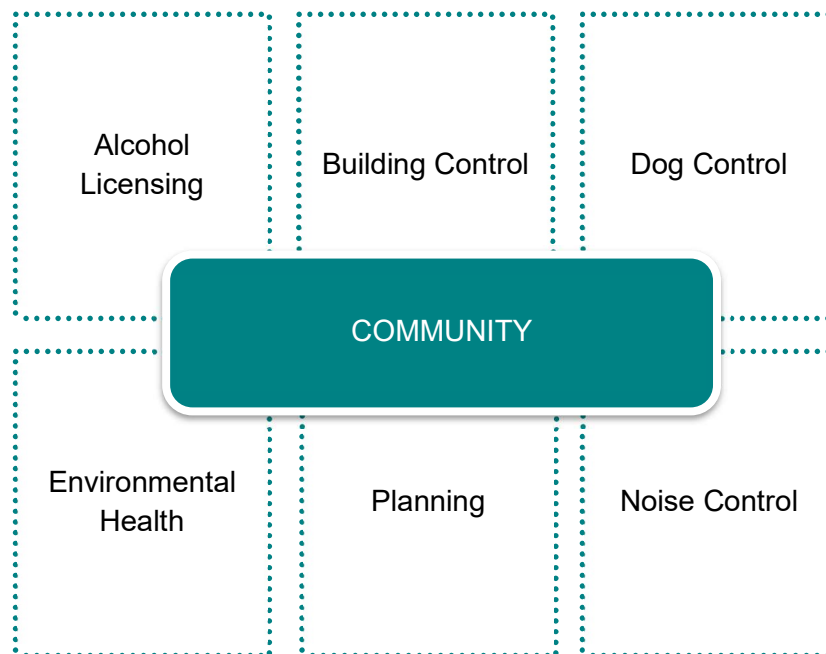 Alcohol
Licensing
Building Control
Dog Control
COMMUNITY
Environmental
Health
Planning
Noise Control